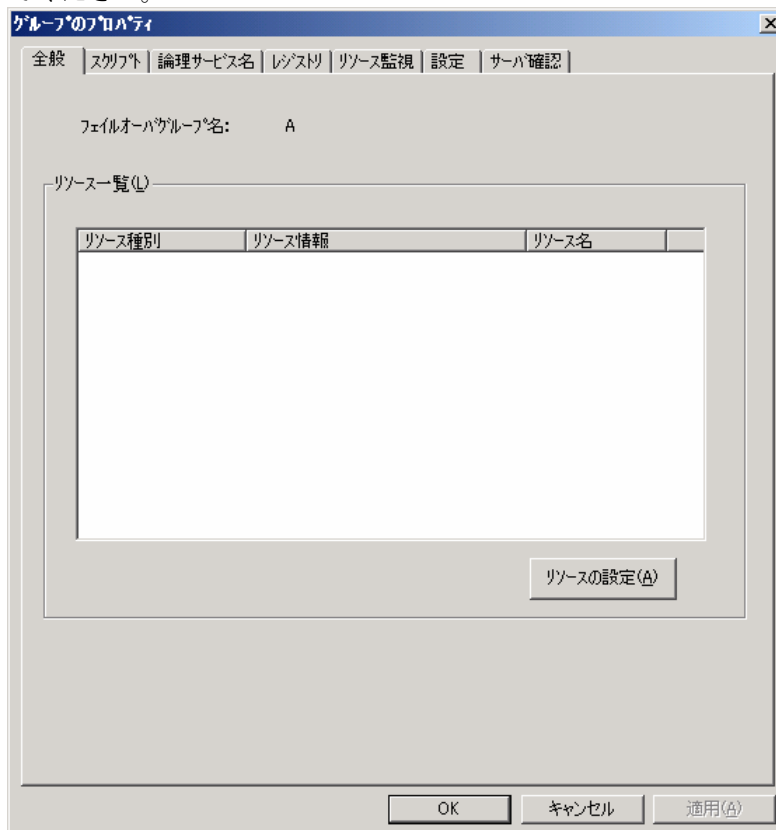 ｸﾞﾙｰﾌﾟのﾌﾟﾛﾊﾟﾃｨ
全般 ｽｸﾘﾌﾟﾄ 論理ｻｰﾋﾞｽ名 ﾚｼﾞｽﾄﾘ ﾘｿｰｽ監視 設定 ｻｰﾊﾞ確認
ﾌｪｲﾙｵｰﾊﾞｸﾞﾙｰﾌﾟ名: A
ﾘｿｰｽ一覧(L)
ﾘｿｰｽ種別 ﾘｿｰｽ情報 ﾘｿｰｽ名
ﾘｿｰｽの設定(A)
OK キャンセル 適用(A)